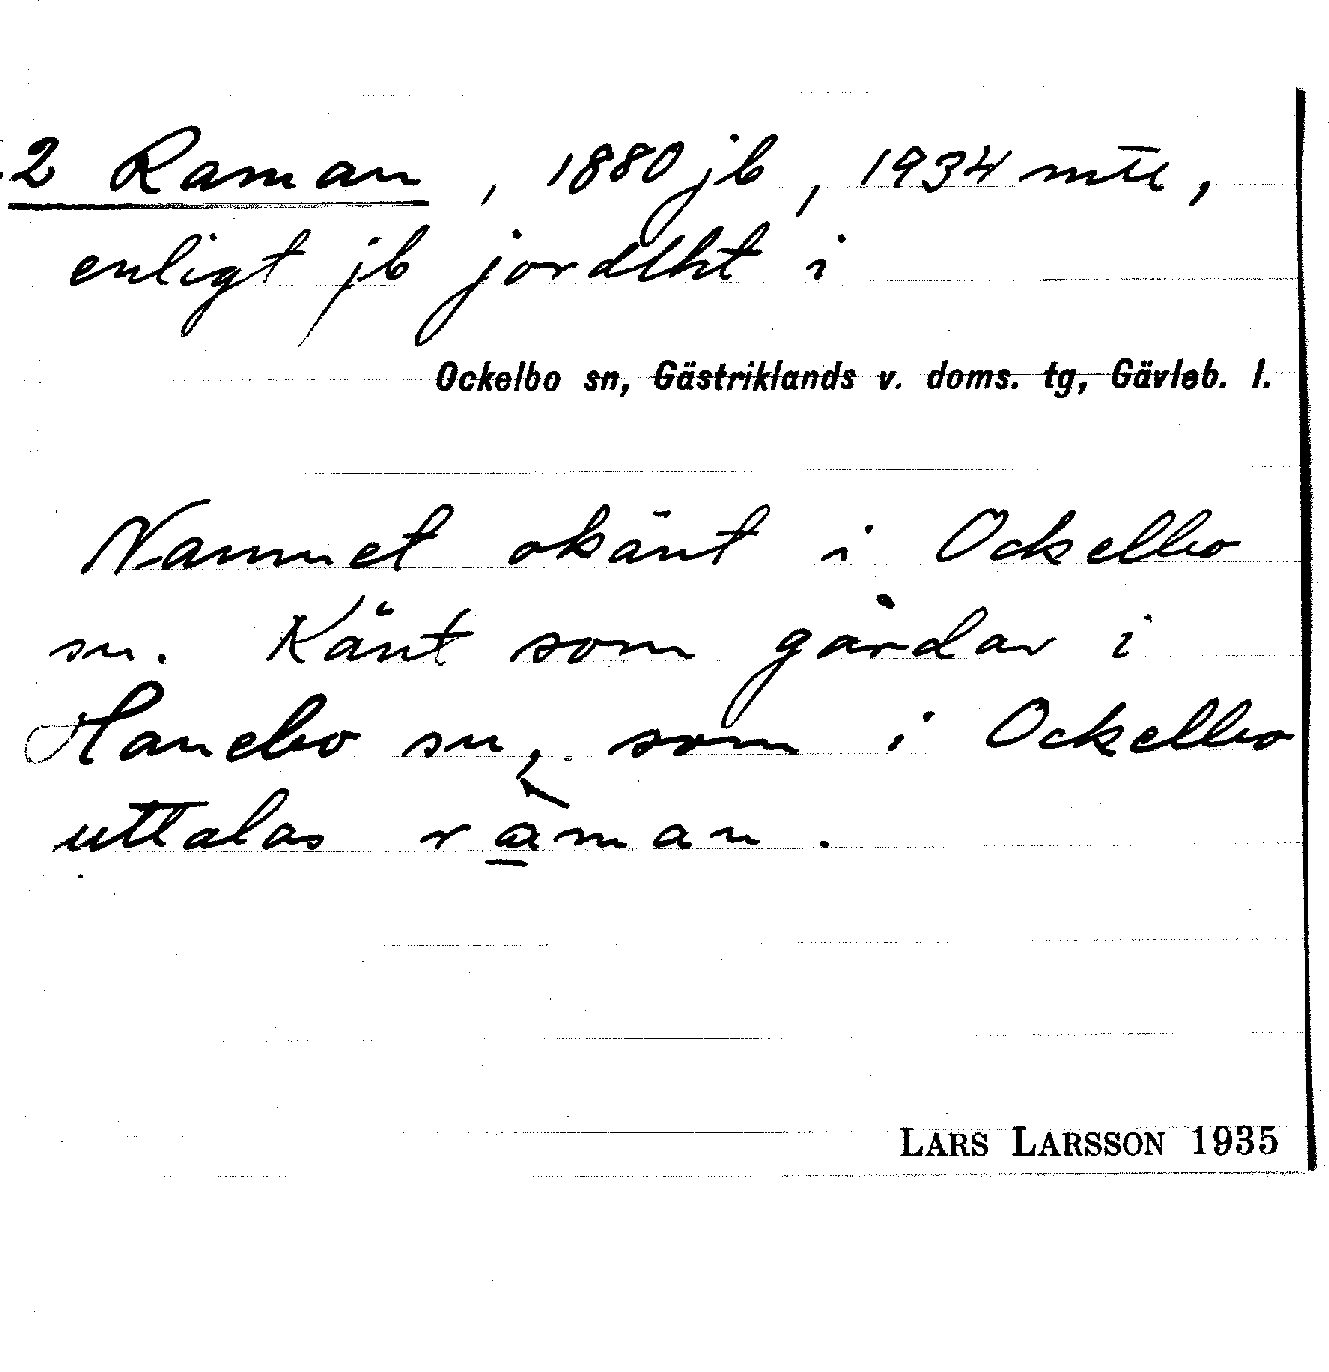 2 Raman, 1880 jb, 1934 mtl,
enligt jb jordlht i
Ockelbo sn, Gästriklands v. doms. tg, Gävleb. l.
Namnet okänt i Ockelbo
sn. Känt som gårdar i
Hanebo sn, som i Ockelbo
uttalas raman.
LARS LARSSON 1935